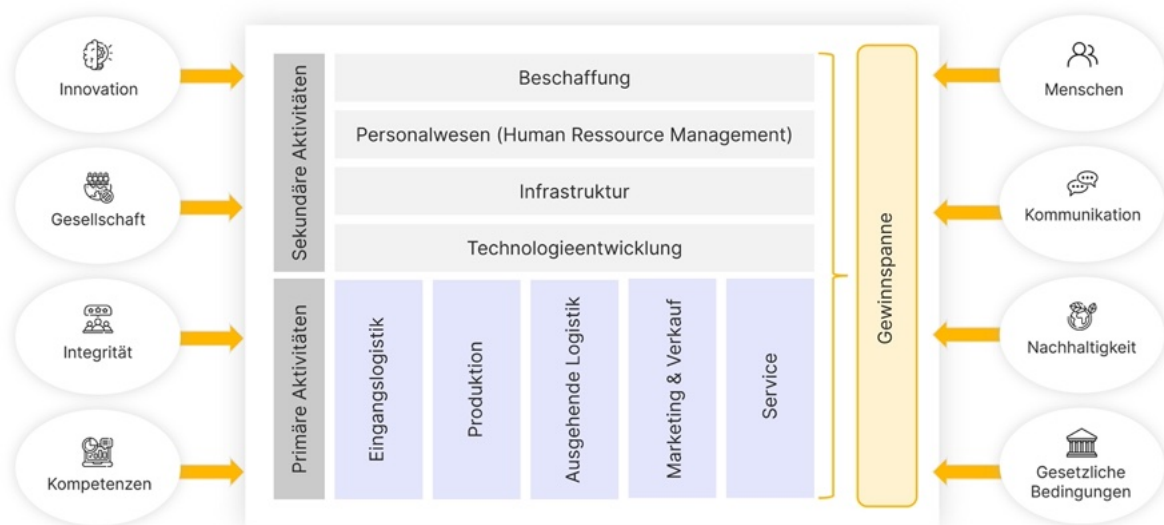 Innovation
Gesellschaft
Integrität
Kompetenzen
Sekundäre Aktivitäten
Beschaffung
Personalwesen (Human Ressource Management)
Infrastruktur
Technologieentwicklung
Primäre Aktivitäten
Eingangslogistik
Produktion
Ausgehende Logistik
Marketing & Verkauf
Service
Gewinnspanne
Menschen
Kommunikation
Nachhaltigkeit
Gesetzliche
Bedingungen